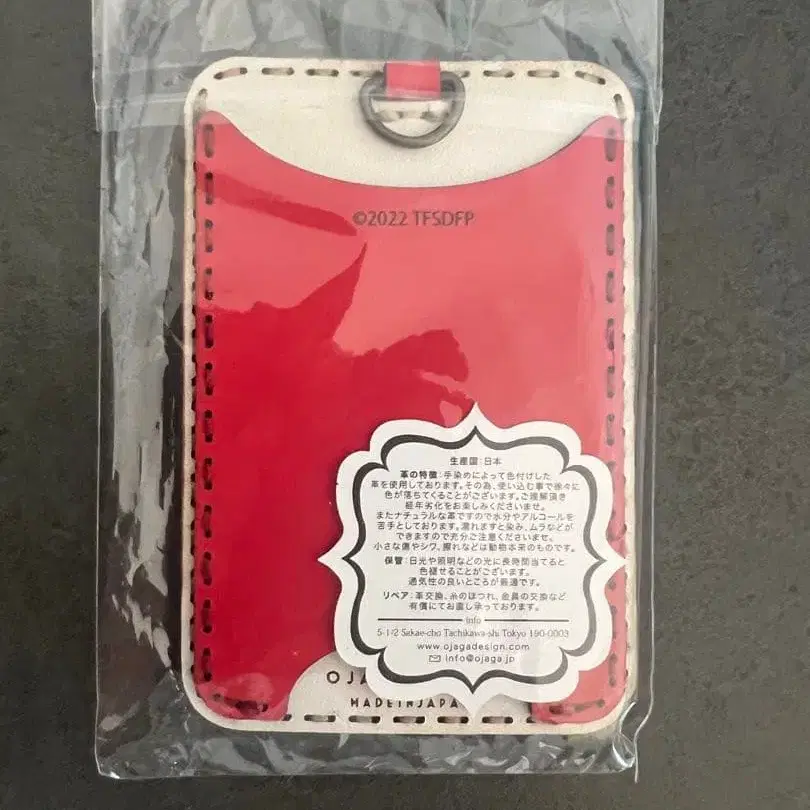 ©2022 TFSDFP
生産国:日本
革の特徴:手染めによって色付けした
革を使用しております。その為、使い込む事で徐々に
色が落ちてくることがございます。ご理解頂き
経年劣化をお楽しみくださいませ。
またナチュラルな革ですので水分やアルコールを
苦手としております。濡れますと染み、ムラなどが
できますので充分ご注意くださいませ。
小さな傷やシワ、擦れなどは動物本来のものです。
保管:日光や照明などの光に長時間当てると
色褪せることがございます。
通気性の良いところが最適です。
リペア:革交換、糸のほつれ、金具の交換など
有償にてお直し承っております。
Info
5-1/2 Sakae-cho Tachikawa-shi Tokyo 190-0003
www.ojagadesign.com
info@ojaga.jp
OJA
MADEINJAPA